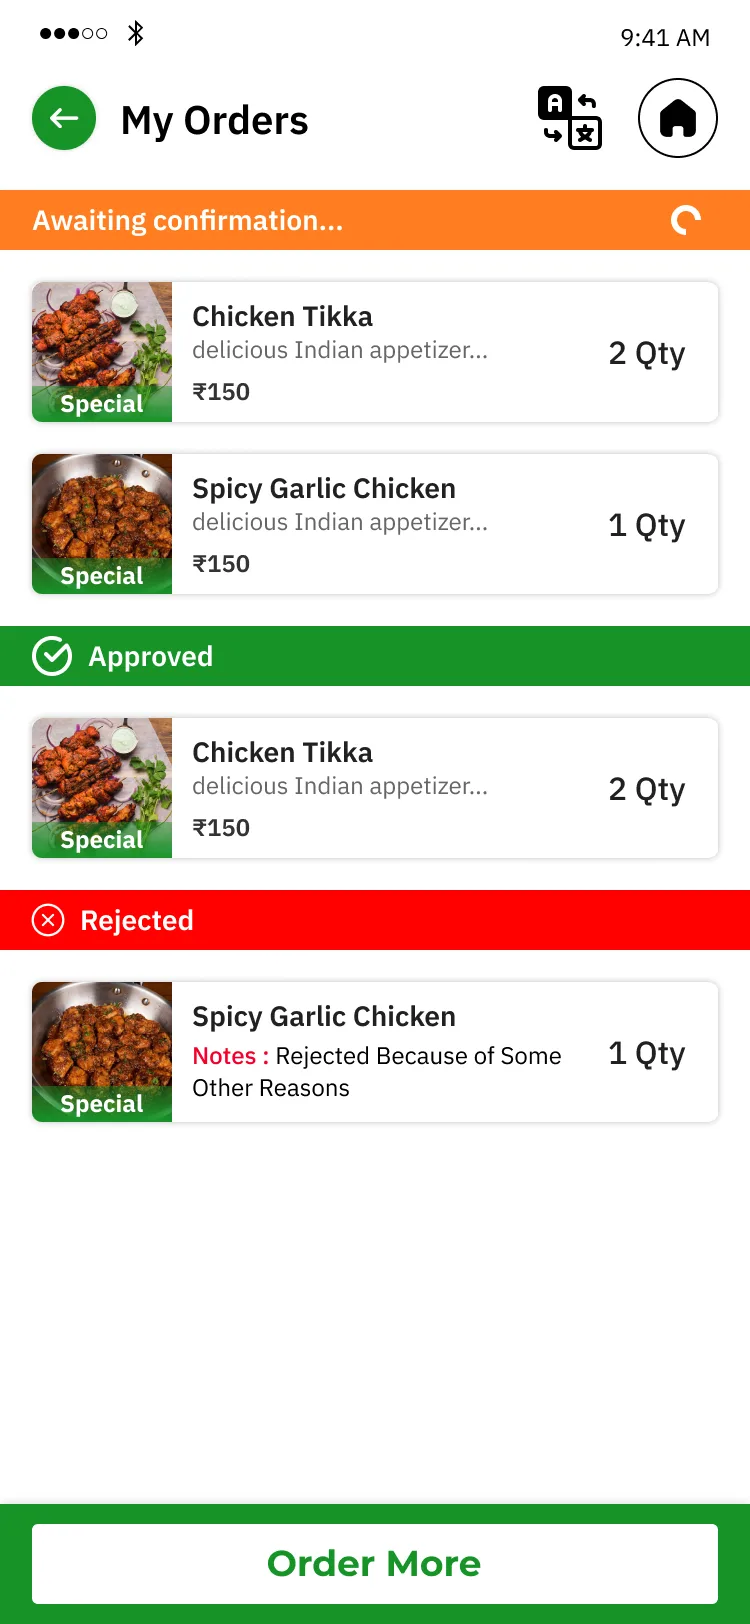 9:41 AM
My Orders
A
Awaiting confirmation...
Chicken Tikka
delicious Indian appetizer...
₹150
2 Qty
Special
Spicy Garlic Chicken
delicious Indian appetizer...
₹150
1 Qty
Special
Approved
Chicken Tikka
delicious Indian appetizer...
₹150
2 Qty
Special
Rejected
Spicy Garlic Chicken
Notes : Rejected Because of Some
Other Reasons
1 Qty
Special
Order More